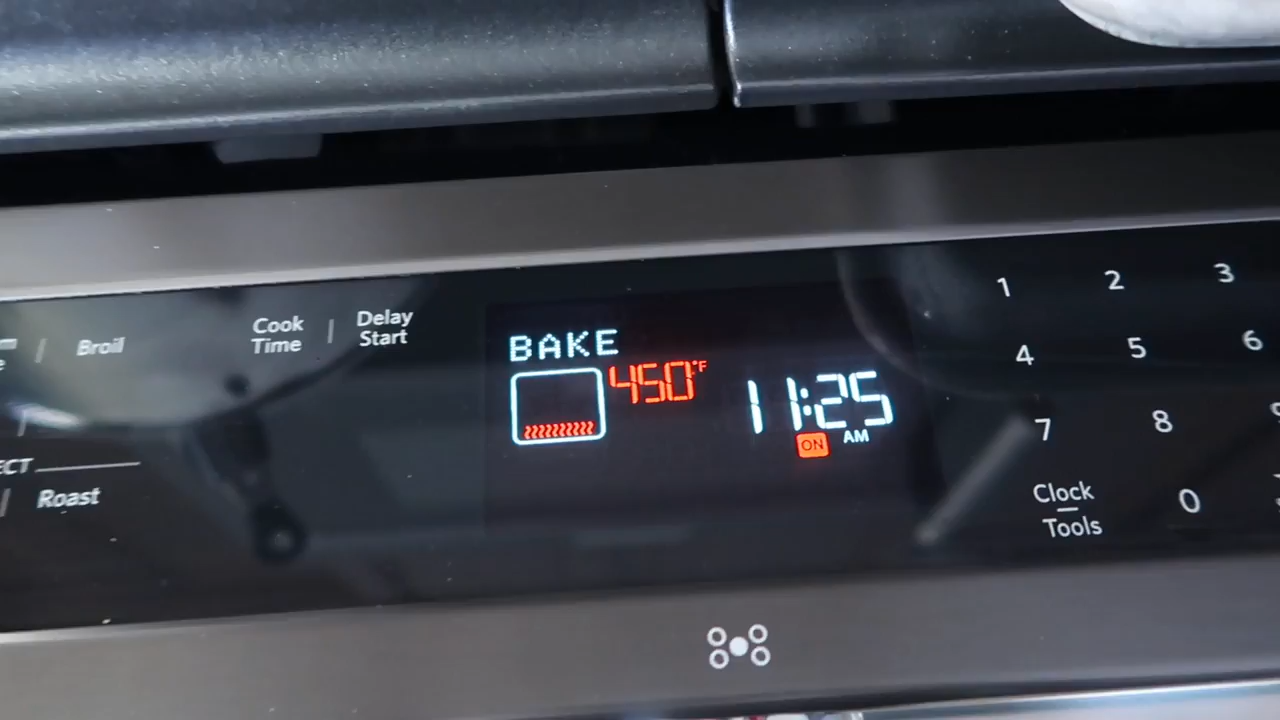 Broil
Cook Time
Delay Start
BAKE
450°F
11:25
ON AM
Roast
1 2 3
4 5 6
7 8
Clock
Tools
0